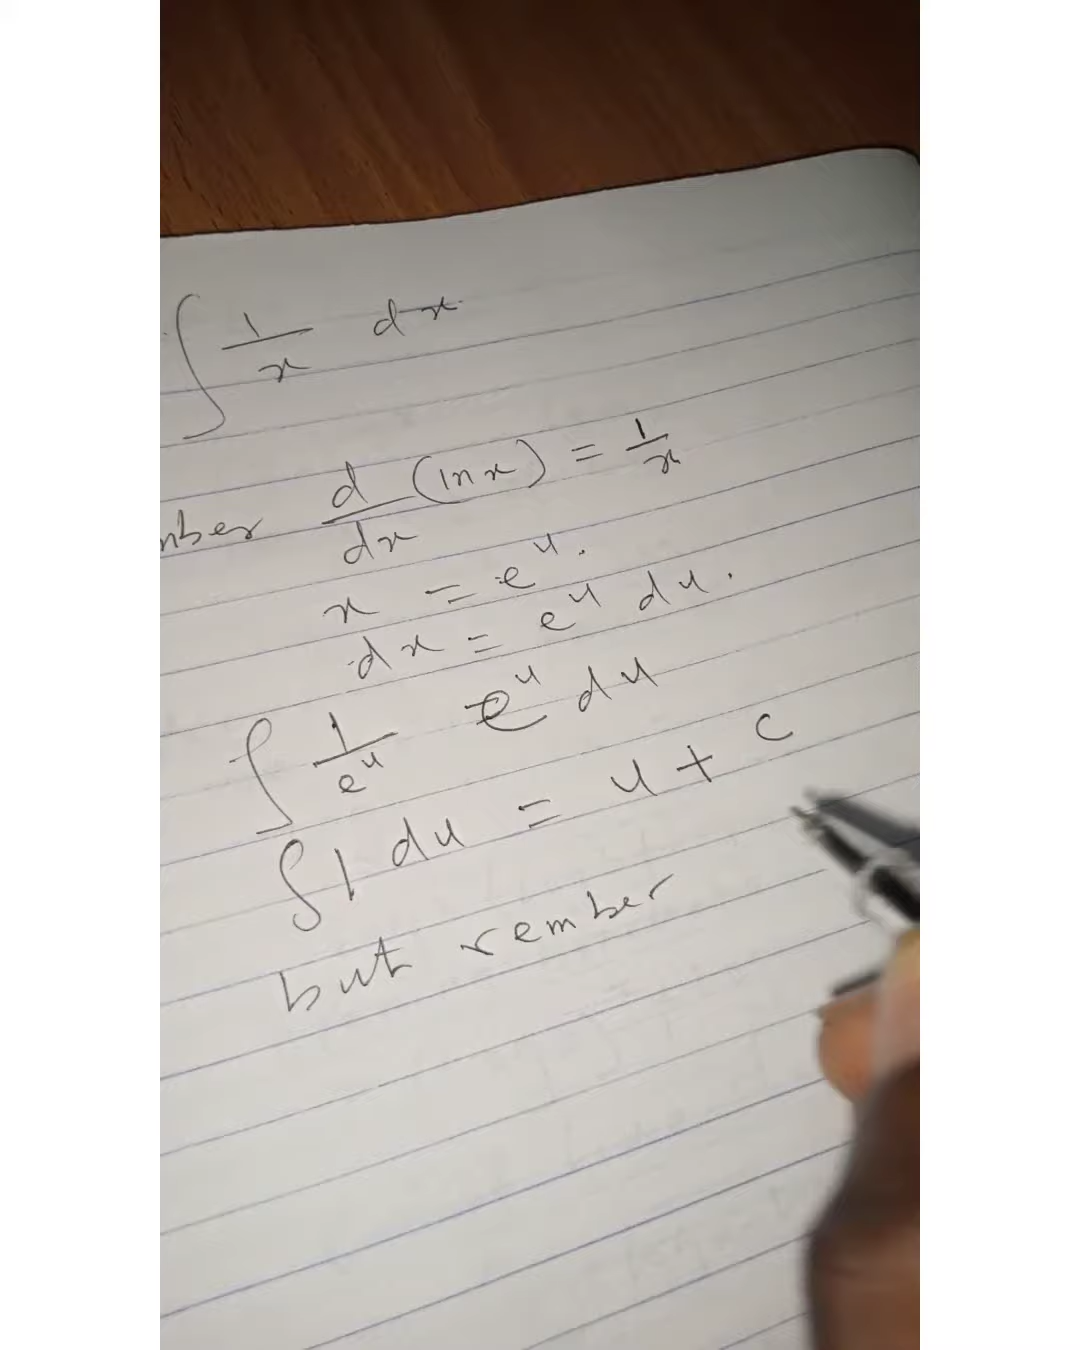 ∫ 1/x dx
mber d/dx (ln x) = 1/x
x = e^u.
dx = e^u du.
∫ 1/e^u e^u du
∫ 1 du = u + c
but rember